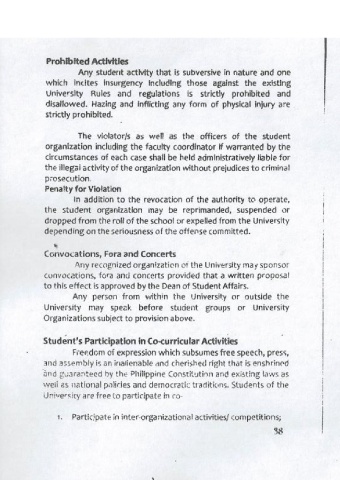 Prohibited Activities
Any student activity that is subversive in nature and one
which incites insurgency including those against the existing
University Rules and regulations is strictly prohibited and
disallowed. Hazing and inflicting any form of physical injury are
strictly prohibited.
The violator/s as well as the officers of the student
organization including the faculty coordinator if warranted by the
circumstances of each case shall be held administratively liable for
the illegal activity of the organization without prejudices to criminal
prosecution.
Penalty for Violation
In addition to the revocation of the authority to operate,
the student organization may be reprimanded, suspended or
dropped from the roll of the school or expelled from the University
depending on the seriousness of the offense committed.
Convocations, Fora and Concerts
Any recognized organization of the University may sponsor
convocations, fora and concerts provided that a written proposal
to this effect is approved by the Dean of Student Affairs.
Any person from within the University or outside the
University may speak before student groups or University
Organizations subject to provision above.
Student's Participation in Co-curricular Activities
Freedom of expression which subsumes free speech, press,
and assembly is an inalienable and cherished right that is enshrined
and guaranteed by the Philippine Constitution and existing laws as
well as national policies and democratic traditions. Students of the
University are free to participate in co-
1. Participate in inter-organizational activities/ competitions;
38